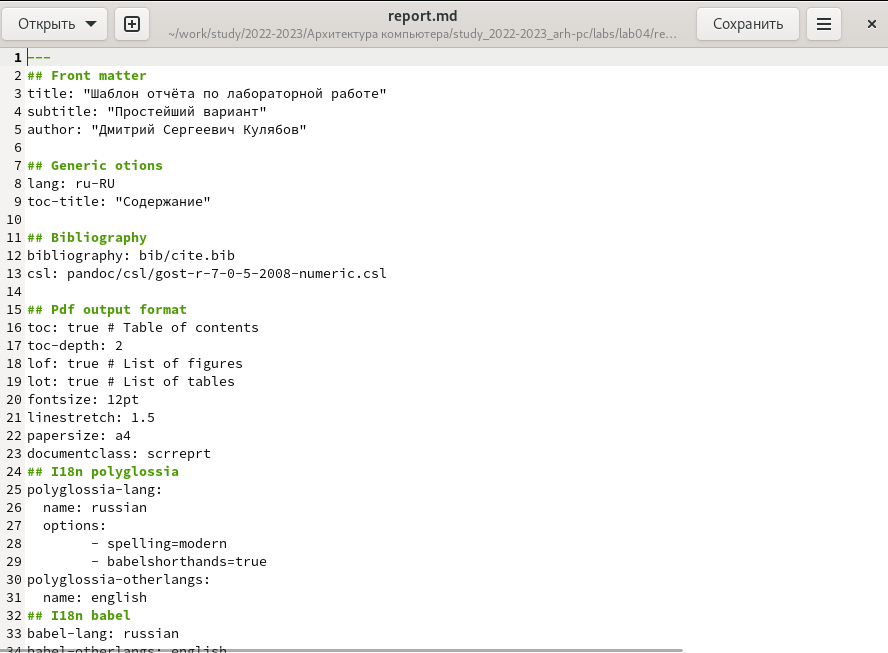 Открыть
report.md
~/work/study/2022-2023/Архитектура компьютера/study_2022-2023_arh-pc/labs/lab04/re…
Сохранить
1 ---
2 ## Front matter
3 title: "Шаблон отчёта по лабораторной работе"
4 subtitle: "Простейший вариант"
5 author: "Дмитрий Сергеевич Кулябов"
6
7 ## Generic otions
8 lang: ru-RU
9 toc-title: "Содержание"
10
11 ## Bibliography
12 bibliography: bib/cite.bib
13 csl: pandoc/csl/gost-r-7-0-5-2008-numeric.csl
14
15 ## Pdf output format
16 toc: true # Table of contents
17 toc-depth: 2
18 lof: true # List of figures
19 lot: true # List of tables
20 fontsize: 12pt
21 linestretch: 1.5
22 papersize: a4
23 documentclass: scrreprt
24 ## I18n polyglossia
25 polyglossia-lang:
26   name: russian
27   options:
28         - spelling=modern
29         - babelshorthands=true
30 polyglossia-otherlangs:
31   name: english
32 ## I18n babel
33 babel-lang: russian
34 babel-otherlangs: english